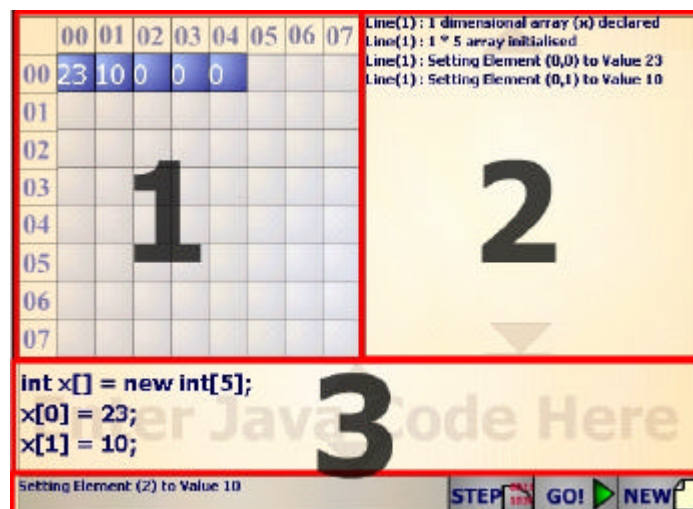 00 01 02 03 04 05 06 07
00 23 10 0 0 0
01
02
03
04
05
06
07
1
Line(1) : 1 dimensional array (x) declared
Line(1) : 1 * 5 array initialised
Line(1) : Setting Element (0,0) to Value 23
Line(1) : Setting Element (0,1) to Value 10
2
int x[] = new int[5];
x[0] = 23;
x[1] = 10;
Enter Java Code Here
3
Setting Element (2) to Value 10
STEP GO! NEW